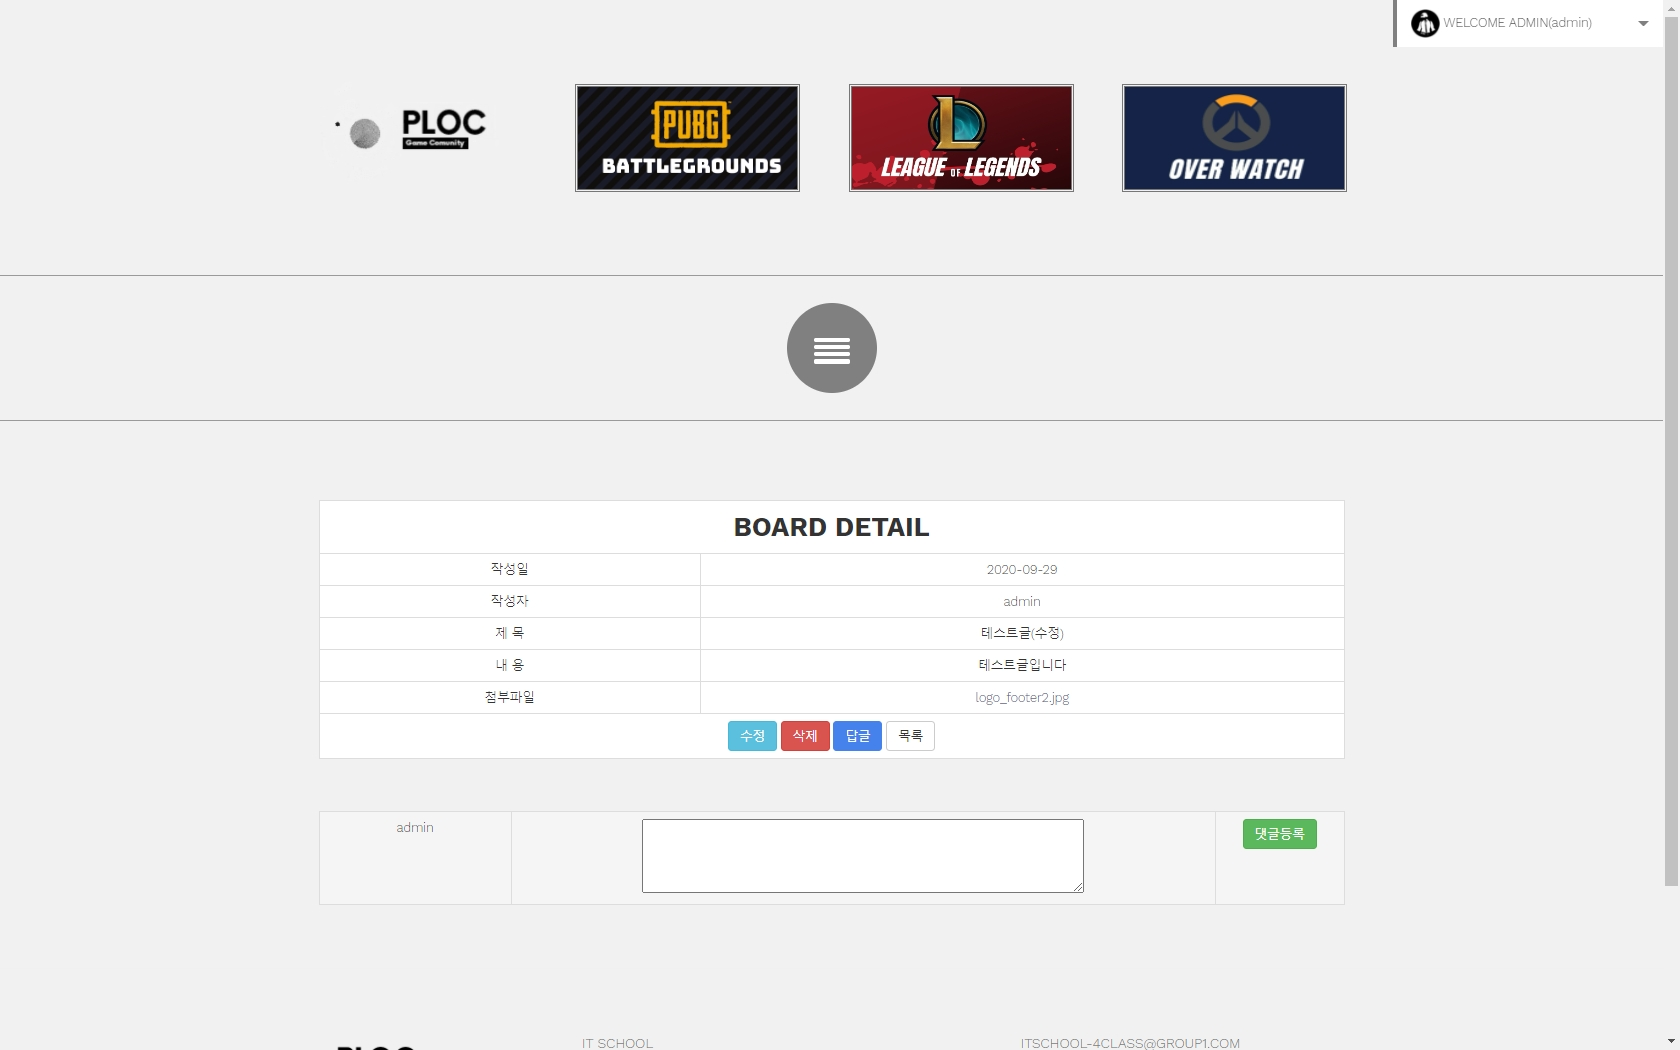 WELCOME ADMIN(admin)
PLOC
Game Comunity
PUBG
BATTLEGROUNDS
LEAGUE OF LEGENDS
OVER WATCH
BOARD DETAIL
작성일 2020-09-29
작성자 admin
제 목 테스트글(수정)
내 용 테스트글입니다
첨부파일 logo_footer2.jpg
수정 삭제 답글 목록
admin 댓글등록
PLOC IT SCHOOL ITSCHOOL-4CLASS@GROUP1.COM